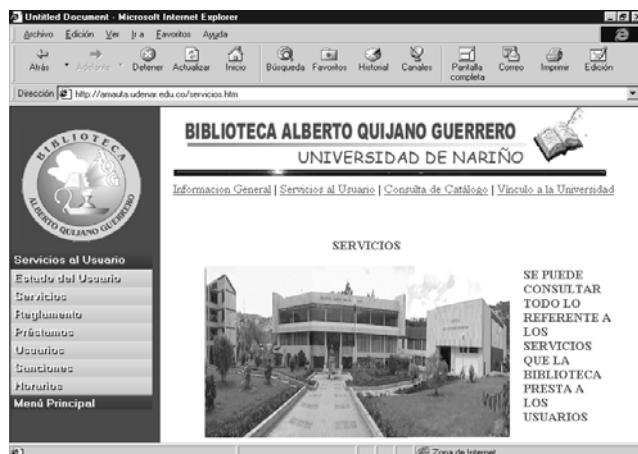 Untitled Document - Microsoft Internet Explorer
Archivo Edición Ver Ir a Favoritos Ayuda
Atrás Adelante Detener Actualizar Inicio Búsqueda Favoritos Historial Canales Pantalla completa Correo Imprimir Edición
Dirección http://amauta.udenar.edu.co/servicios.htm
BIBLIOTECA
ALBERTO QUIJANO GUERRERO
BIBLIOTECA ALBERTO QUIJANO GUERRERO
UNIVERSIDAD DE NARIÑO
Informacion General | Servicios al Usuario | Consulta de Catálogo | Vínculo a la Universidad
Servicios al Usuario
Estado del Usuario
Servicios
Reglamento
Préstamos
Usuarios
Sanciones
Horarios
Menú Principal
SERVICIOS
SE PUEDE
CONSULTAR
TODO LO
REFERENTE A
LOS
SERVICIOS
QUE LA
BIBLIOTECA
PRESTA A
LOS
USUARIOS
Zona de Internet